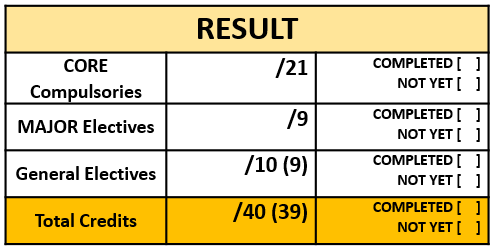 RESULT
CORE
Compulsories
/21
COMPLETED [ ]
NOT YET [ ]
MAJOR Electives
/9
COMPLETED [ ]
NOT YET [ ]
General Electives
/10 (9)
COMPLETED [ ]
NOT YET [ ]
Total Credits
/40 (39)
COMPLETED [ ]
NOT YET [ ]